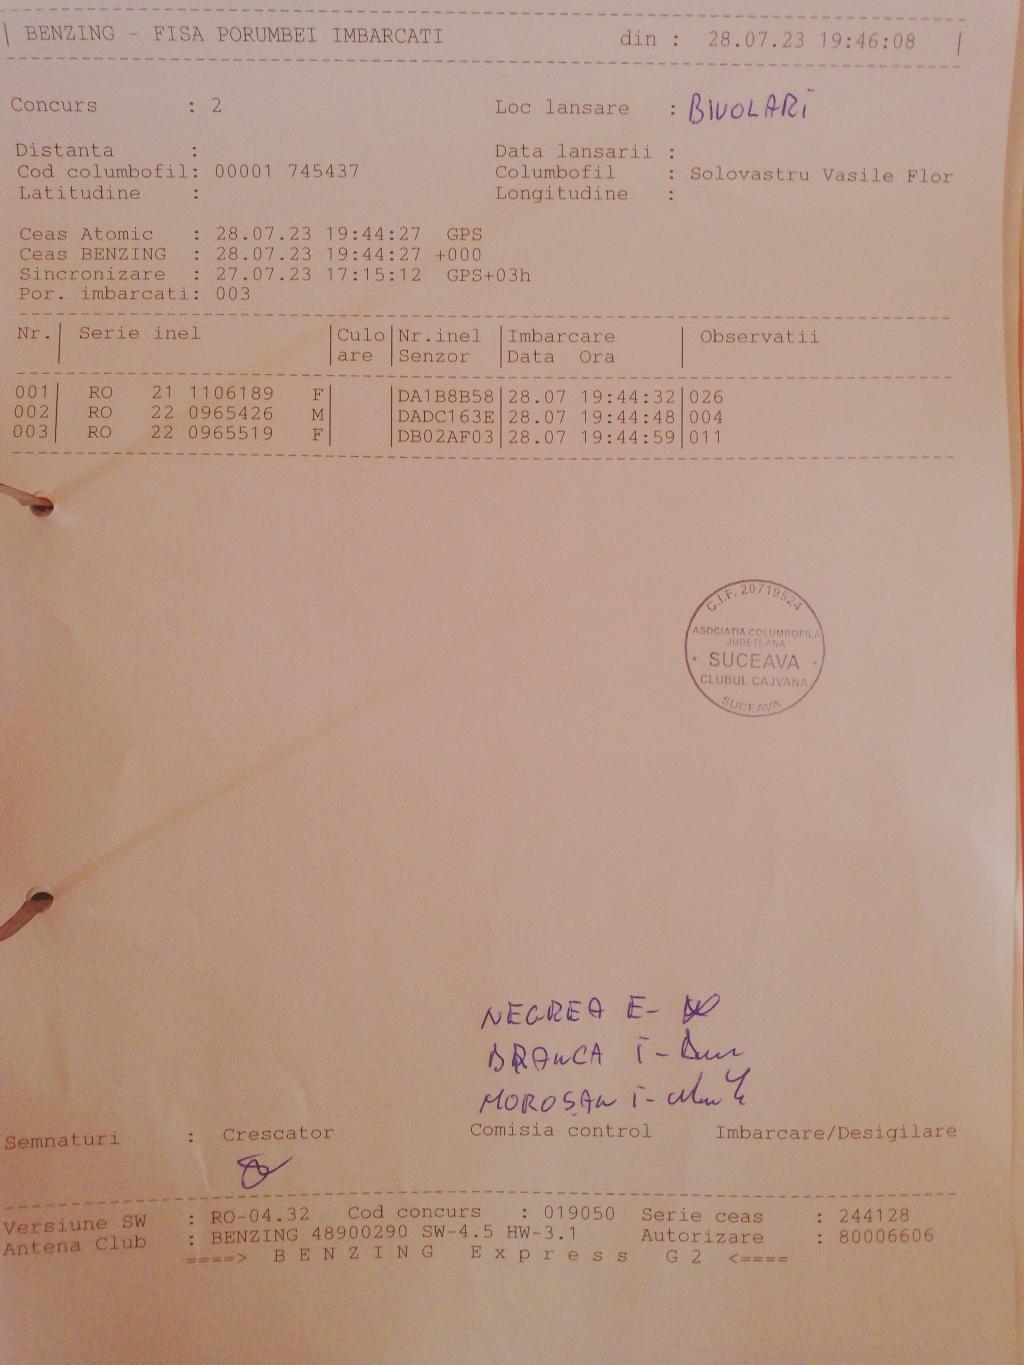 BENZING - FISA PORUMBEI IMBARCATI din : 28.07.23 19:46:08
Concurs : 2 Loc lansare : BIVOLARI
Distanta : Data lansarii :
Cod columbofil: 00001 745437 Columbofil : Solovastru Vasile Flor
Latitudine : Longitudine :
Ceas Atomic : 28.07.23 19:44:27 GPS
Ceas BENZING : 28.07.23 19:44:27 +000
Sincronizare : 27.07.23 17:15:12 GPS+03h
Por. imbarcati: 003
Nr.| Serie inel |Culo|Nr.inel |Imbarcare | Observatii
| |are |Senzor |Data Ora |
001| RO 21 1106189 F| |DA1B8B58|28.07 19:44:32|026
002| RO 22 0965426 M| |DADC163E|28.07 19:44:48|004
003| RO 22 0965519 F| |DB02AF03|28.07 19:44:59|011
C.I.F. 20719524
ASOCIATIA COLUMBOFILA
JUDETEANA
SUCEAVA
CLUBUL CAJVANA
SUCEAVA
NEGREA E-
BRANCA I-
MOROȘAN I-
Semnaturi : Crescator Comisia control Imbarcare/Desigilare
Versiune SW : RO-04.32 Cod concurs : 019050 Serie ceas : 244128
Antena Club : BENZING 48900290 SW-4.5 HW-3.1 Autorizare : 80006606
====> B E N Z I N G E x p r e s s G 2 <====